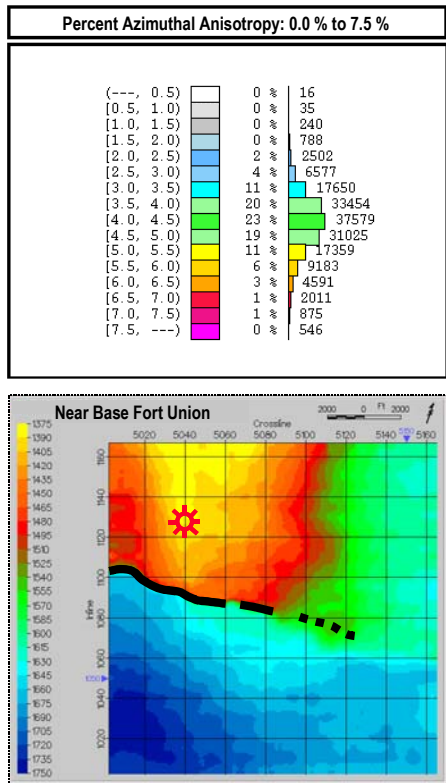 Percent Azimuthal Anisotropy: 0.0 % to 7.5 %
(---, 0.5) 0 % 16
[0.5, 1.0) 0 % 35
[1.0, 1.5) 0 % 240
[1.5, 2.0) 0 % 788
[2.0, 2.5) 2 % 2502
[2.5, 3.0) 4 % 6577
[3.0, 3.5) 11 % 17650
[3.5, 4.0) 20 % 33454
[4.0, 4.5) 23 % 37579
[4.5, 5.0) 19 % 31025
[5.0, 5.5) 11 % 17359
[5.5, 6.0) 6 % 9183
[6.0, 6.5) 3 % 4591
[6.5, 7.0) 1 % 2011
[7.0, 7.5) 1 % 875
[7.5, ---) 0 % 546
Near Base Fort Union
2000 0 Ft 2000
Crossline
5150
5020 5040 5060 5080 5100 5120 5140 5160
1375
1390
1405
1420
1435
1450
1465
1480
1495
1510
1525
1540
1555
1570
1585
1600
1615
1630
1645
1660
1675
1690
1705
1720
1735
1750
Inline
1160
1140
1120
1100
1080
1060
1050
1040
1020